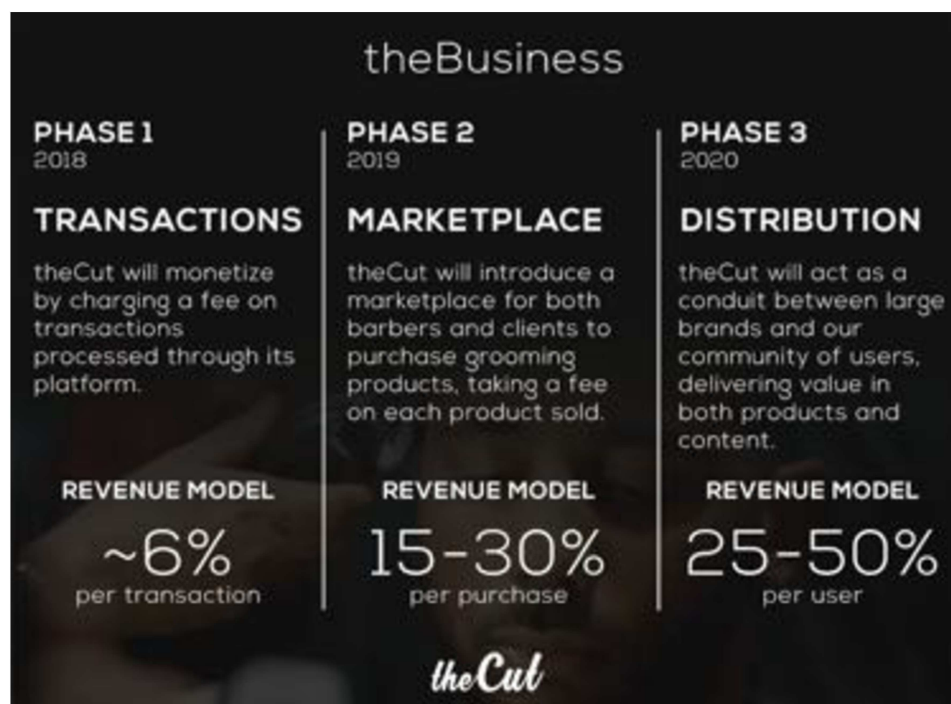 theBusiness
PHASE 1
2018
TRANSACTIONS
theCut will monetize
by charging a fee on
transactions
processed through its
platform.
REVENUE MODEL
~6%
per transaction
PHASE 2
2019
MARKETPLACE
theCut will introduce a
marketplace for both
barbers and clients to
purchase grooming
products, taking a fee
on each product sold.
REVENUE MODEL
15-30%
per purchase
PHASE 3
2020
DISTRIBUTION
theCut will act as a
conduit between large
brands and our
community of users,
delivering value in
both products and
content.
REVENUE MODEL
25-50%
per user
theCut